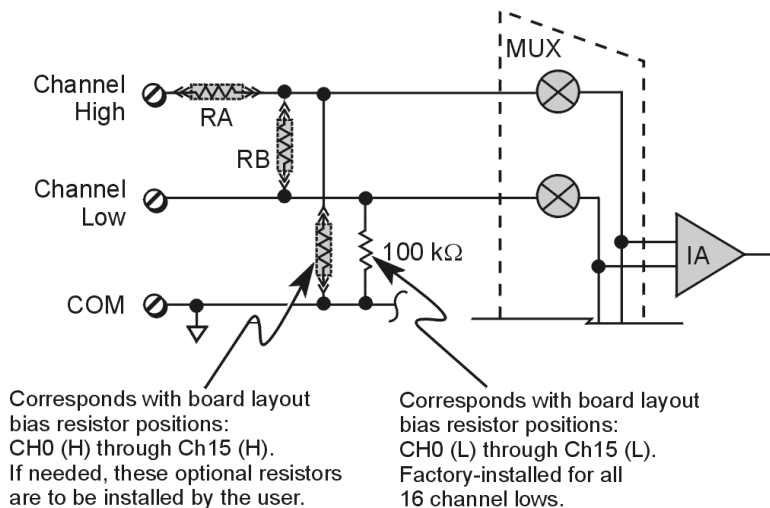 MUX
Channel
High
RA
RB
Channel
Low
100 kΩ
IA
COM
Corresponds with board layout
bias resistor positions:
CH0 (H) through Ch15 (H).
If needed, these optional resistors
are to be installed by the user.
Corresponds with board layout
bias resistor positions:
CH0 (L) through Ch15 (L).
Factory-installed for all
16 channel lows.